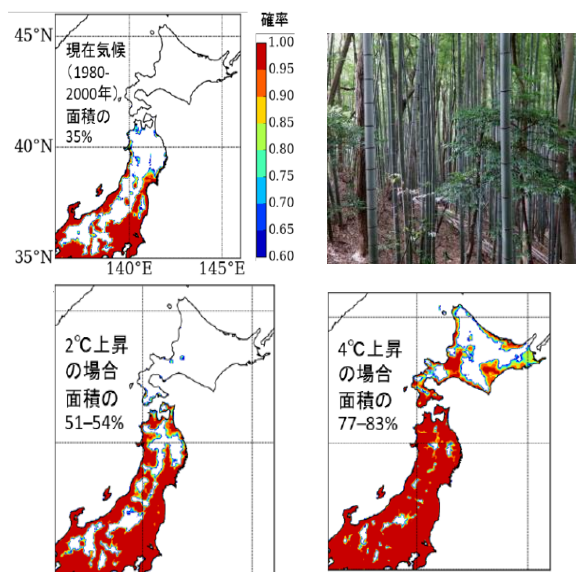 確率
45°N
現在気候
(1980-
2000年)
面積の
35%
40°N
35°N
140°E
145°E
1.00
0.95
0.90
0.85
0.80
0.75
0.70
0.65
0.60
2℃上昇
の場合
面積の
51–54%
4℃上昇
の場合
面積の
77–83%